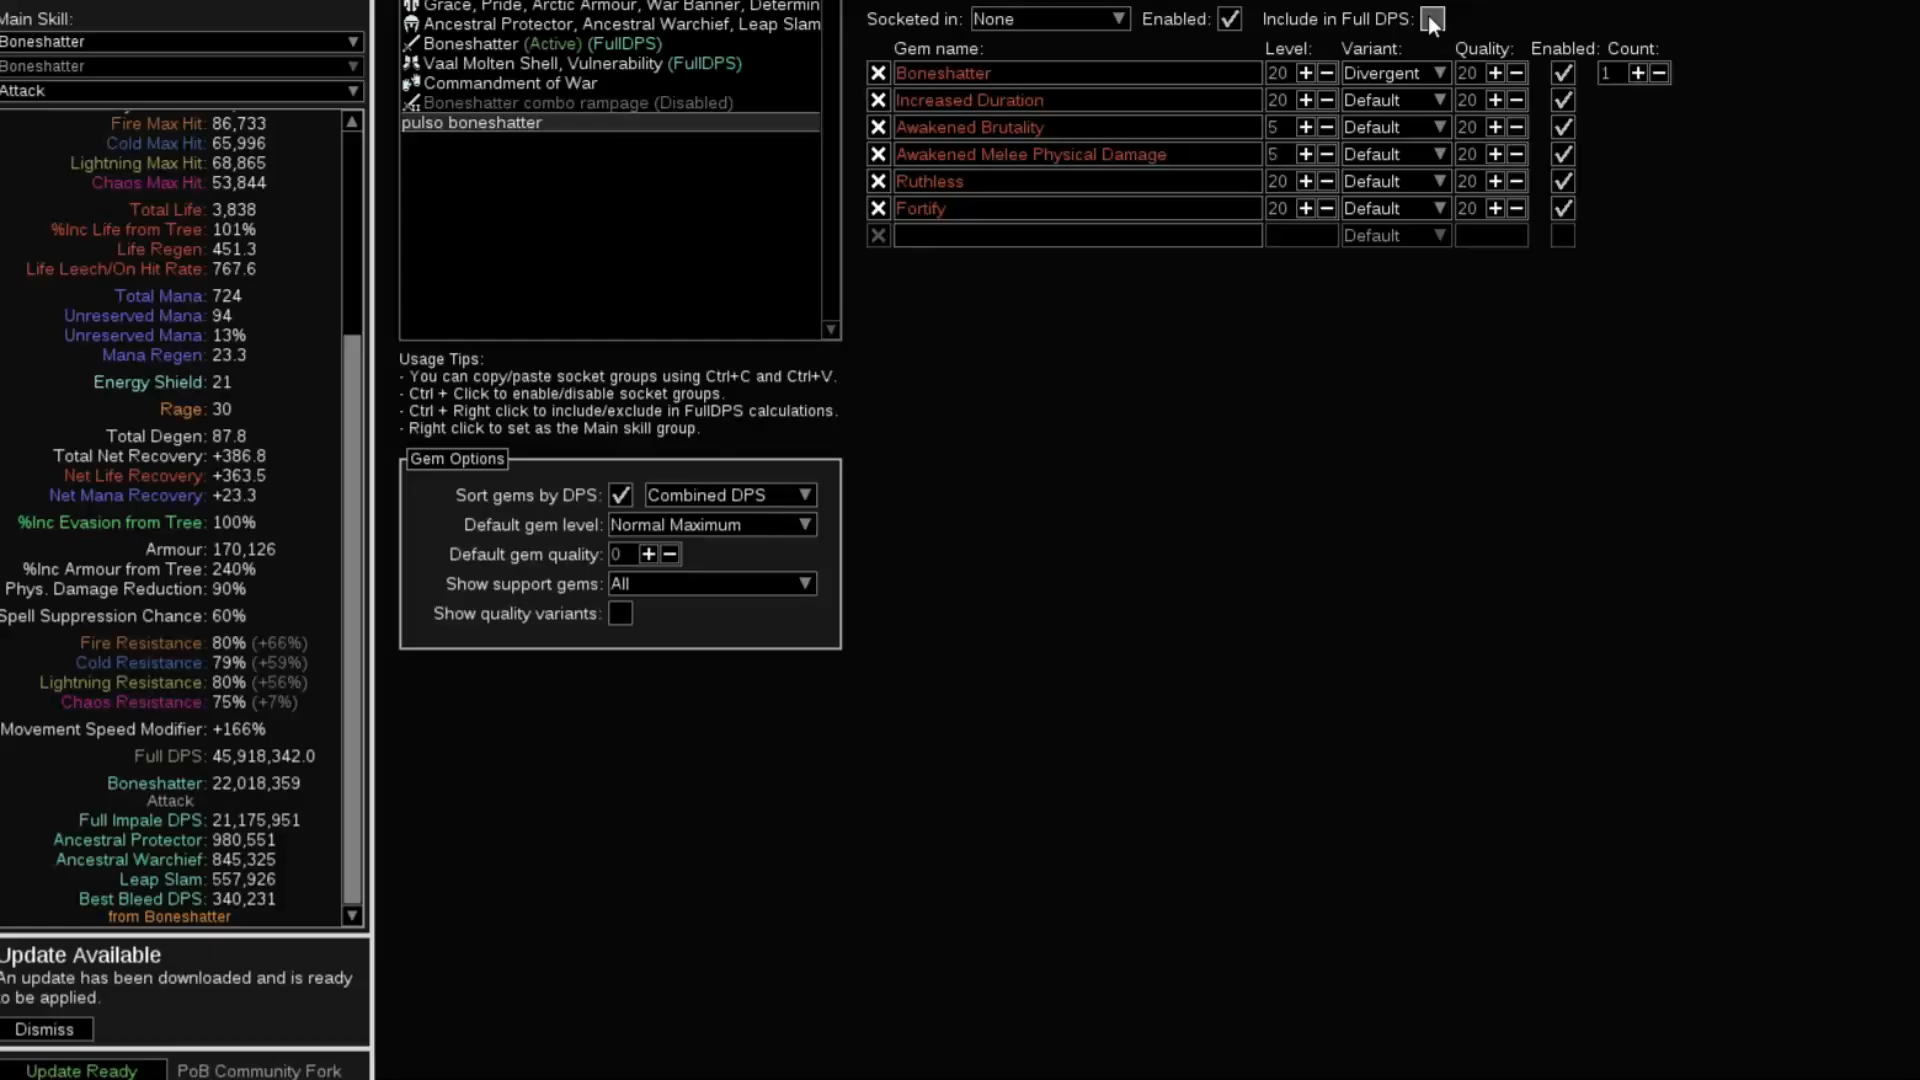 Main Skill:
Boneshatter
Boneshatter
Attack
Fire Max Hit: 86,733
Cold Max Hit: 65,996
Lightning Max Hit: 68,865
Chaos Max Hit: 53,844
Total Life: 3,838
%Inc Life from Tree: 101%
Life Regen: 451.3
Life Leech/On Hit Rate: 767.6
Total Mana: 724
Unreserved Mana: 94
Unreserved Mana: 13%
Mana Regen: 23.3
Energy Shield: 21
Rage: 30
Total Degen: 87.8
Total Net Recovery: +386.8
Net Life Recovery: +363.5
Net Mana Recovery: +23.3
%Inc Evasion from Tree: 100%
Armour: 170,126
%Inc Armour from Tree: 240%
Phys. Damage Reduction: 90%
Spell Suppression Chance: 60%
Fire Resistance: 80% (+66%)
Cold Resistance: 79% (+59%)
Lightning Resistance: 80% (+56%)
Chaos Resistance: 75% (+7%)
Movement Speed Modifier: +166%
Full DPS: 45,918,342.0
Boneshatter: 22,018,359
Attack
Full Impale DPS: 21,175,951
Ancestral Protector: 980,551
Ancestral Warchief: 845,325
Leap Slam: 557,926
Best Bleed DPS: 340,231
from Boneshatter
Update Available
An update has been downloaded and is ready
to be applied.
Dismiss
Update Ready PoB Community Fork
Grace, Pride, Arctic Armour, War Banner, Determin
Ancestral Protector, Ancestral Warchief, Leap Slam
Boneshatter (Active) (FullDPS)
Vaal Molten Shell, Vulnerability (FullDPS)
Commandment of War
Boneshatter combo rampage (Disabled)
pulso boneshatter
Usage Tips:
- You can copy/paste socket groups using Ctrl+C and Ctrl+V.
- Ctrl + Click to enable/disable socket groups.
- Ctrl + Right click to include/exclude in FullDPS calculations.
- Right click to set as the Main skill group.
Gem Options
Sort gems by DPS: Combined DPS
Default gem level: Normal Maximum
Default gem quality: 0
Show support gems: All
Show quality variants:
Socketed in: None Enabled: Include in Full DPS:
Gem name: Level: Variant: Quality: Enabled: Count:
Boneshatter 20 Divergent 20 1
Increased Duration 20 Default 20
Awakened Brutality 5 Default 20
Awakened Melee Physical Damage 5 Default 20
Ruthless 20 Default 20
Fortify 20 Default 20
Default